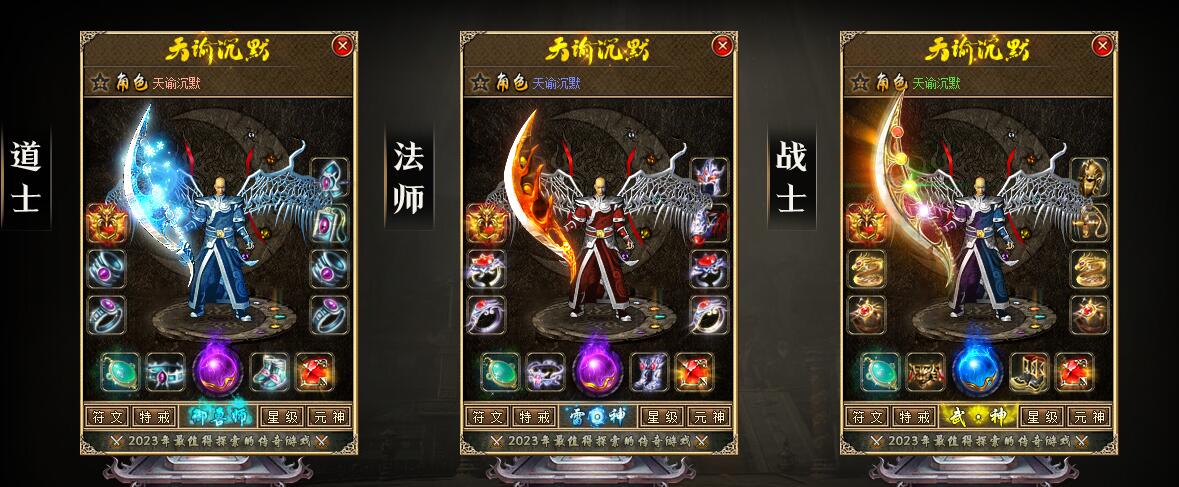 道士
天谕沉默
角色 天谕沉默
符文 特戒 御兽师 星级 元神
2023年最值得探索的传奇游戏
法师
天谕沉默
角色 天谕沉默
符文 特戒 雷神 星级 元神
2023年最值得探索的传奇游戏
战士
天谕沉默
角色 天谕沉默
符文 特戒 武神 星级 元神
2023年最值得探索的传奇游戏